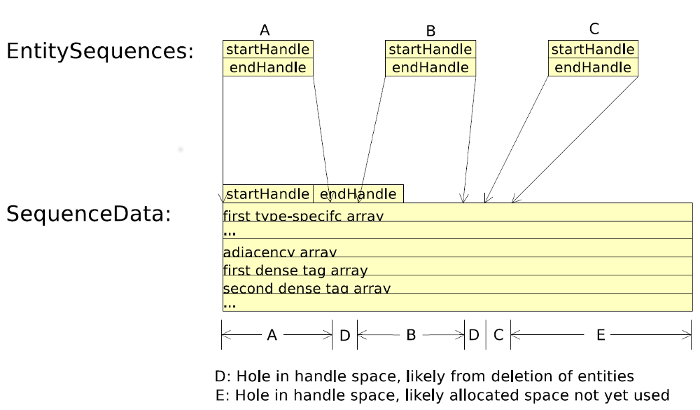 A B C
EntitySequences: startHandle startHandle startHandle
endHandle endHandle endHandle
startHandle endHandle
SequenceData:
first type-specifc array
...
adjacency array
first dense tag array
second dense tag array
...
A D B D C E
D: Hole in handle space, likely from deletion of entities
E: Hole in handle space, likely allocated space not yet used